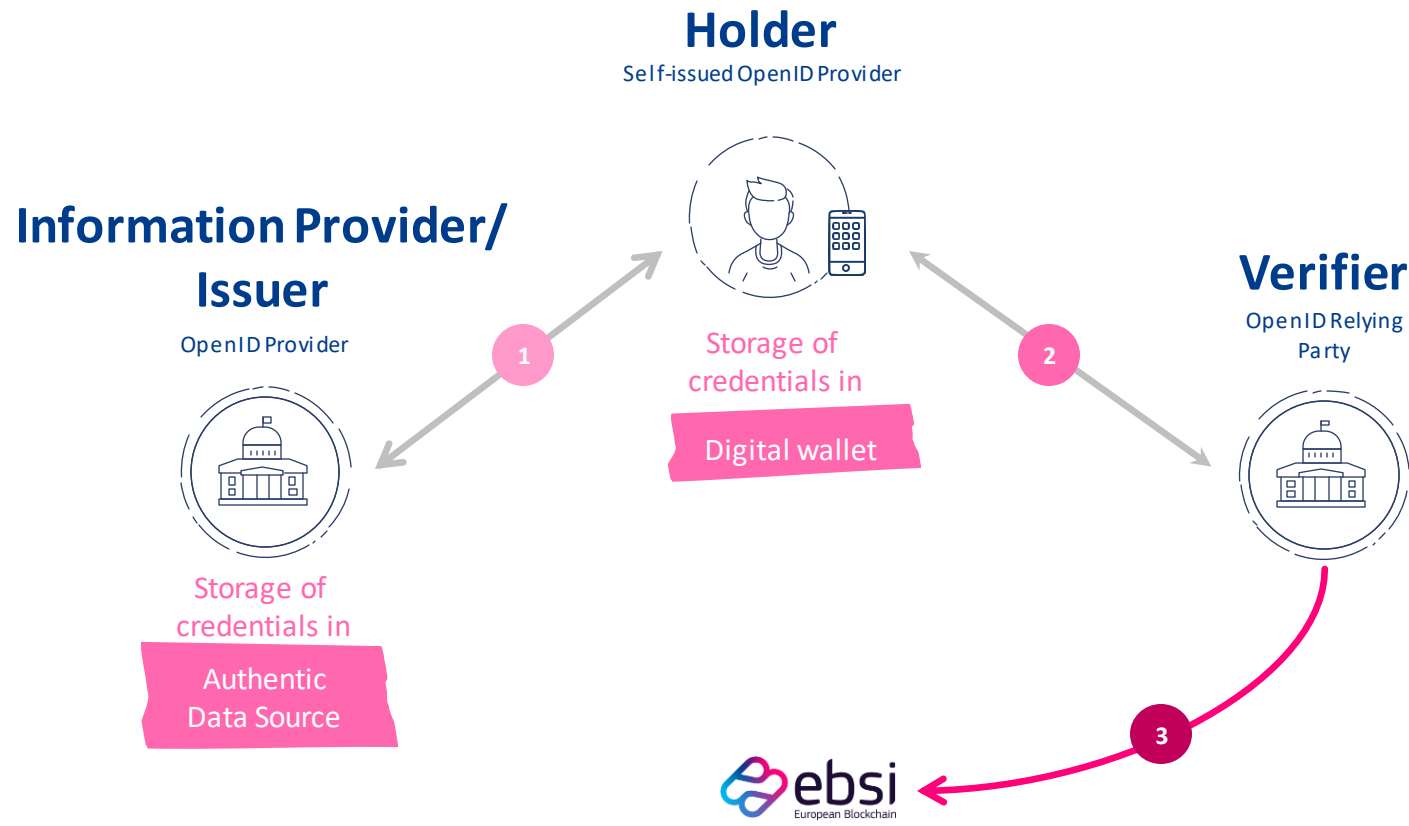 Holder
Self-issued OpenID Provider
Information Provider/
Issuer
OpenID Provider
Verifier
OpenID Relying
Party
1
2
Storage of
credentials in
Digital wallet
Storage of
credentials in
Authentic
Data Source
3
ebsi
European Blockchain